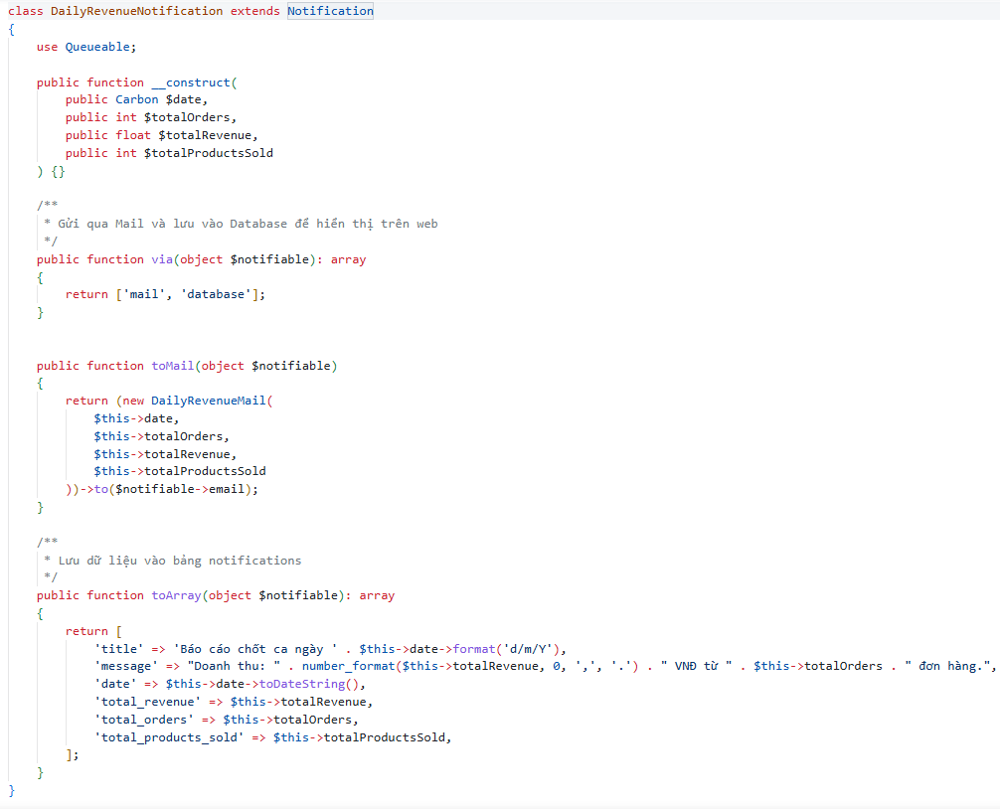 class DailyRevenueNotification extends Notification
{
    use Queueable;

    public function __construct(
        public Carbon $date,
        public int $totalOrders,
        public float $totalRevenue,
        public int $totalProductsSold
    ) {}

    /**
     * Gửi qua Mail và lưu vào Database để hiển thị trên web
     */
    public function via(object $notifiable): array
    {
        return ['mail', 'database'];
    }


    public function toMail(object $notifiable)
    {
        return (new DailyRevenueMail(
            $this->date,
            $this->totalOrders,
            $this->totalRevenue,
            $this->totalProductsSold
        ))->to($notifiable->email);
    }

    /**
     * Lưu dữ liệu vào bảng notifications
     */
    public function toArray(object $notifiable): array
    {
        return [
            'title' => 'Báo cáo chốt ca ngày ' . $this->date->format('d/m/Y'),
            'message' => "Doanh thu: " . number_format($this->totalRevenue, 0, ',', '.') . " VNĐ từ " . $this->totalOrders . " đơn hàng.",
            'date' => $this->date->toDateString(),
            'total_revenue' => $this->totalRevenue,
            'total_orders' => $this->totalOrders,
            'total_products_sold' => $this->totalProductsSold,
        ];
    }
}